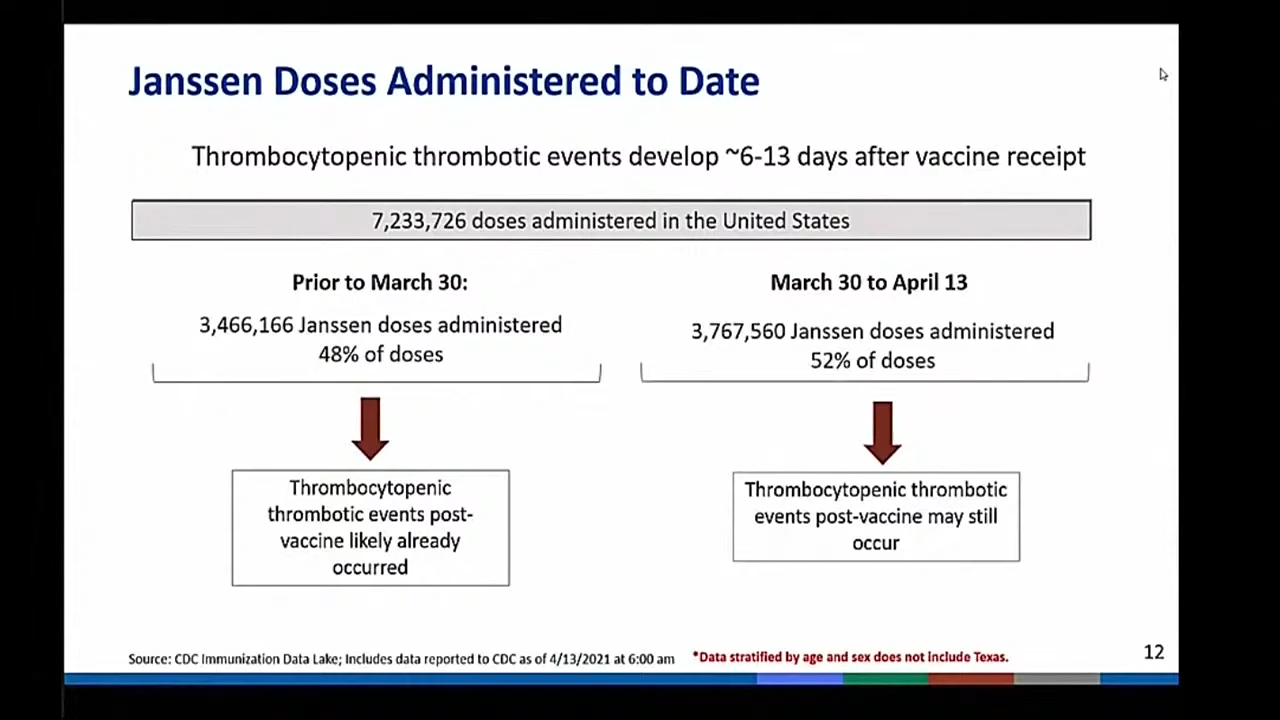 Janssen Doses Administered to Date
Thrombocytopenic thrombotic events develop ~6-13 days after vaccine receipt
7,233,726 doses administered in the United States
Prior to March 30:
3,466,166 Janssen doses administered
48% of doses
Thrombocytopenic
thrombotic events post-
vaccine likely already
occurred
March 30 to April 13
3,767,560 Janssen doses administered
52% of doses
Thrombocytopenic thrombotic
events post-vaccine may still
occur
Source: CDC Immunization Data Lake; Includes data reported to CDC as of 4/13/2021 at 6:00 am
*Data stratified by age and sex does not include Texas.
12